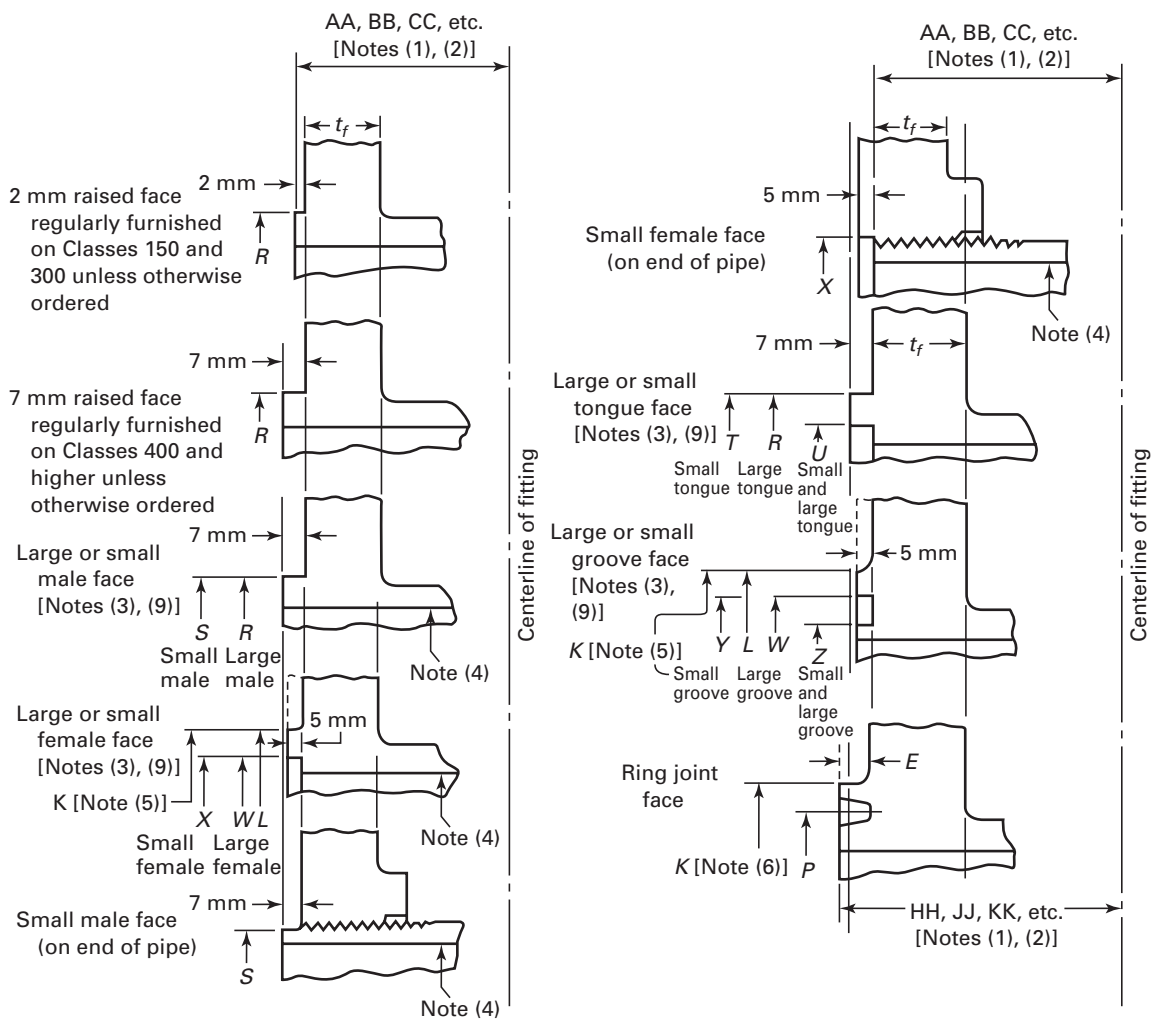 AA, BB, CC, etc.
[Notes (1), (2)]
t_f
2 mm
2 mm raised face
regularly furnished
on Classes 150 and
300 unless otherwise
ordered
R
7 mm
7 mm raised face
regularly furnished
on Classes 400 and
higher unless
otherwise ordered
R
7 mm
Large or small
male face
[Notes (3), (9)]
S R
Small Large
male male
Note (4)
Large or small
female face
[Notes (3), (9)]
5 mm
K [Note (5)]
X W L
Small Large
female female
Note (4)
7 mm
Small male face
(on end of pipe)
S
Note (4)
Centerline of fitting
AA, BB, CC, etc.
[Notes (1), (2)]
t_f
5 mm
Small female face
(on end of pipe)
X
Note (4)
7 mm
t_f
Large or small
tongue face
[Notes (3), (9)]
T R U
Small Large Small
tongue tongue and
large
tongue
Large or small
groove face
[Notes (3),
(9)]
5 mm
K [Note (5)]
Y L W Z
Small Large Small
groove groove and
large
groove
Ring joint
face
E
K [Note (6)]
P
HH, JJ, KK, etc.
[Notes (1), (2)]
Centerline of fitting